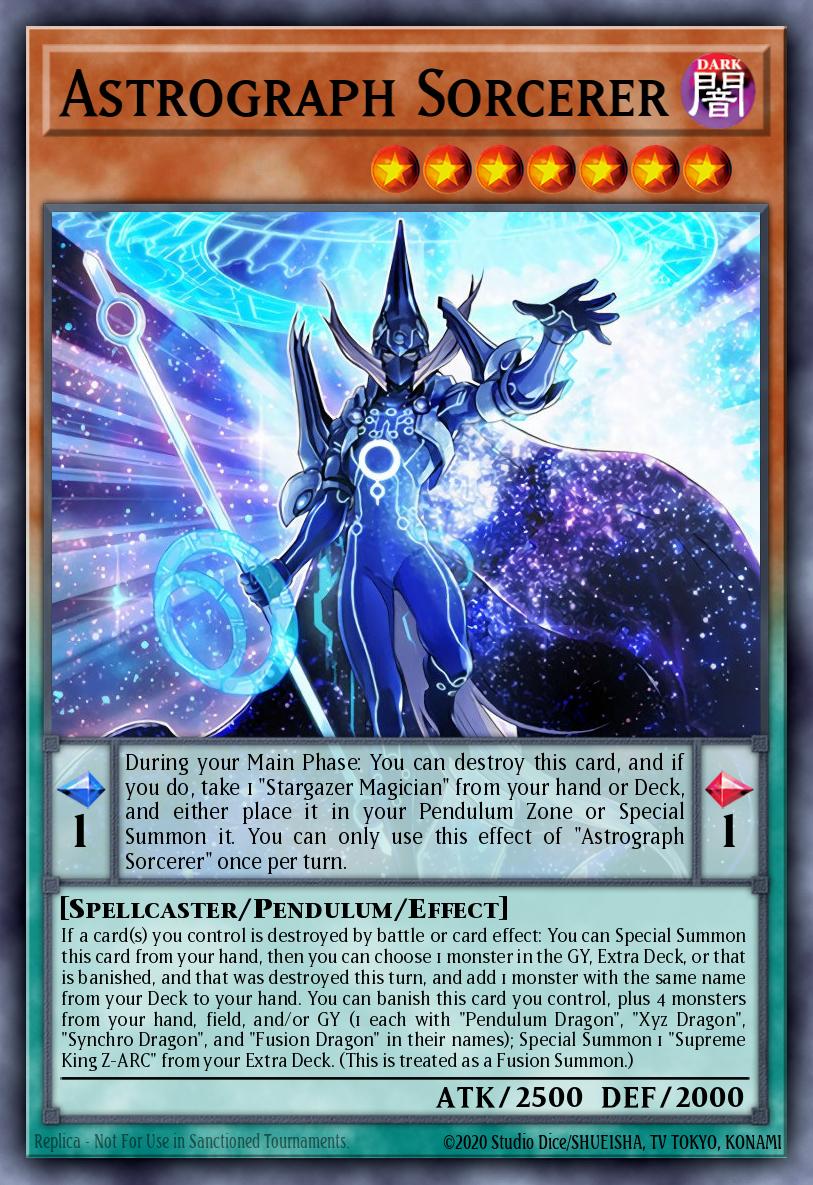 ASTROGRAPH SORCERER
DARK
闇
During your Main Phase: You can destroy this card, and if
you do, take 1 "Stargazer Magician" from your hand or Deck,
and either place it in your Pendulum Zone or Special
Summon it. You can only use this effect of "Astrograph
Sorcerer" once per turn.
1
1
[SPELLCASTER/PENDULUM/EFFECT]
If a card(s) you control is destroyed by battle or card effect: You can Special Summon
this card from your hand, then you can choose 1 monster in the GY, Extra Deck, or that
is banished, and that was destroyed this turn, and add 1 monster with the same name
from your Deck to your hand. You can banish this card you control, plus 4 monsters
from your hand, field, and/or GY (1 each with "Pendulum Dragon", "Xyz Dragon",
"Synchro Dragon", and "Fusion Dragon" in their names); Special Summon 1 "Supreme
King Z-ARC" from your Extra Deck. (This is treated as a Fusion Summon.)
ATK/2500 DEF/2000
Replica - Not For Use in Sanctioned Tournaments.
©2020 Studio Dice/SHUEISHA, TV TOKYO, KONAMI